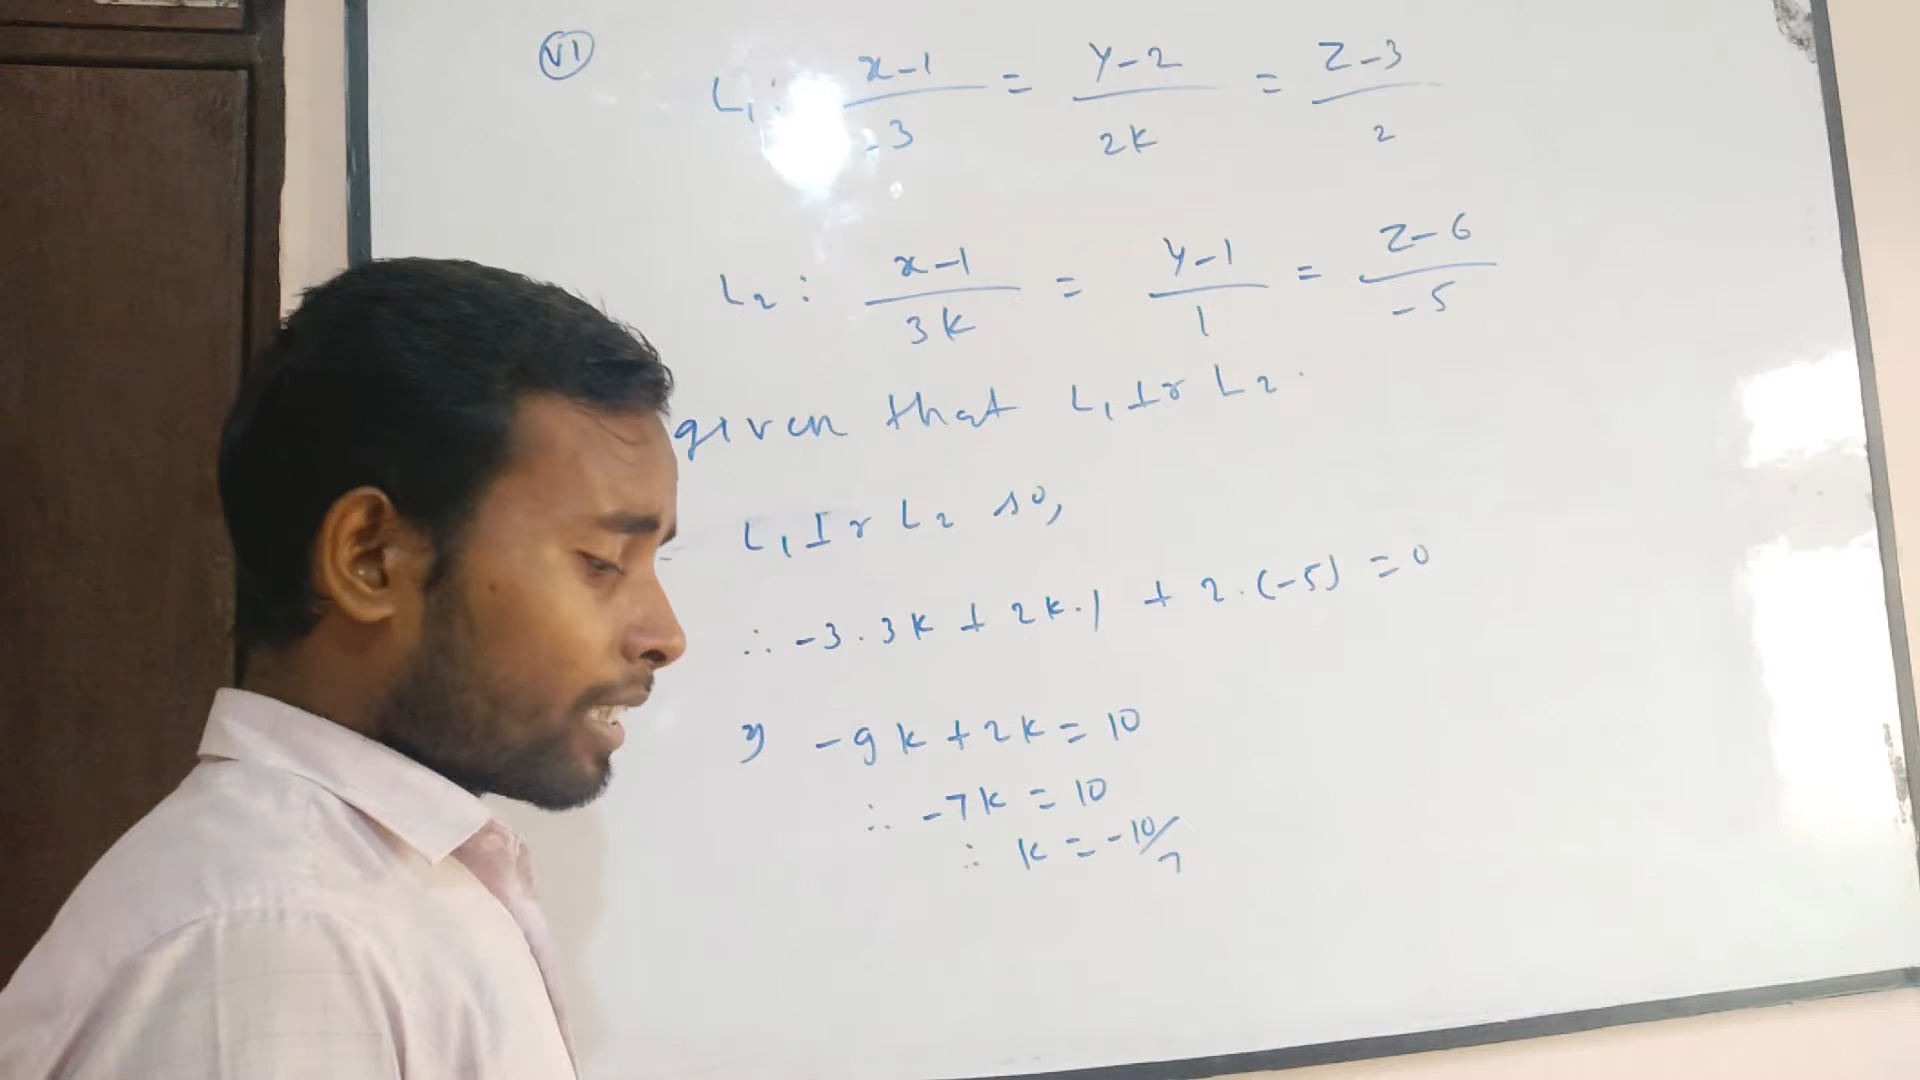 VI
L₁: x-1/-3 = y-2/2k = z-3/2
L₂: x-1/3k = y-1/1 = z-6/-5
given that L₁ ⊥r L₂.
L₁ ⊥r L₂ so,
∴ -3.3k + 2k.1 + 2.(-5) = 0
⇒ -9k + 2k = 10
∴ -7k = 10
∴ k = -10/7